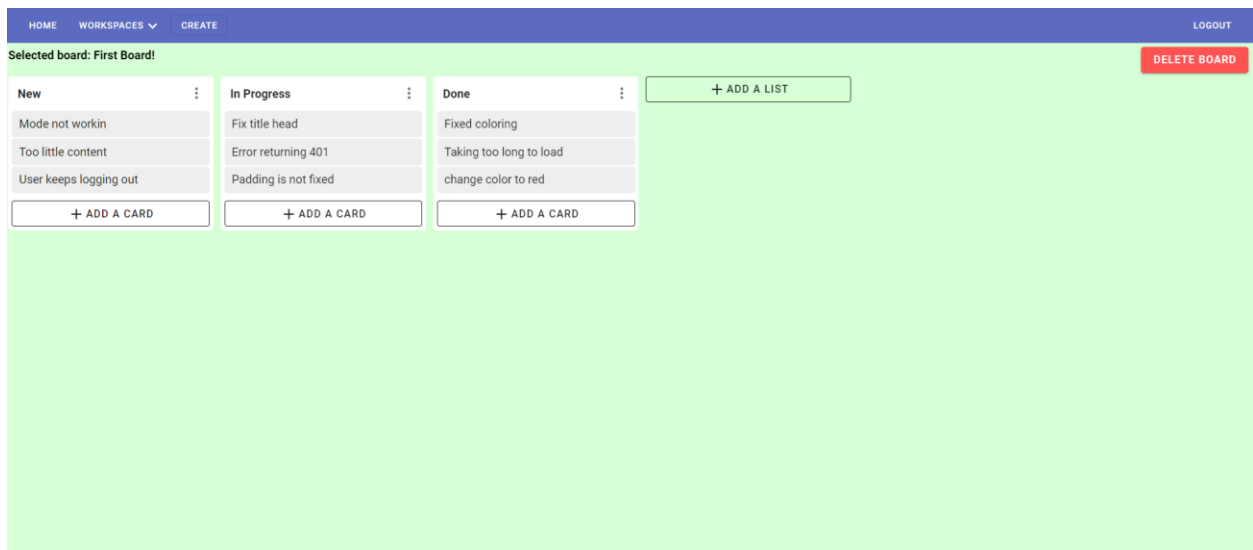 HOME WORKSPACES CREATE LOGOUT
Selected board: First Board!
DELETE BOARD
New
Mode not workin
Too little content
User keeps logging out
+ ADD A CARD
In Progress
Fix title head
Error returning 401
Padding is not fixed
+ ADD A CARD
Done
Fixed coloring
Taking too long to load
change color to red
+ ADD A CARD
+ ADD A LIST